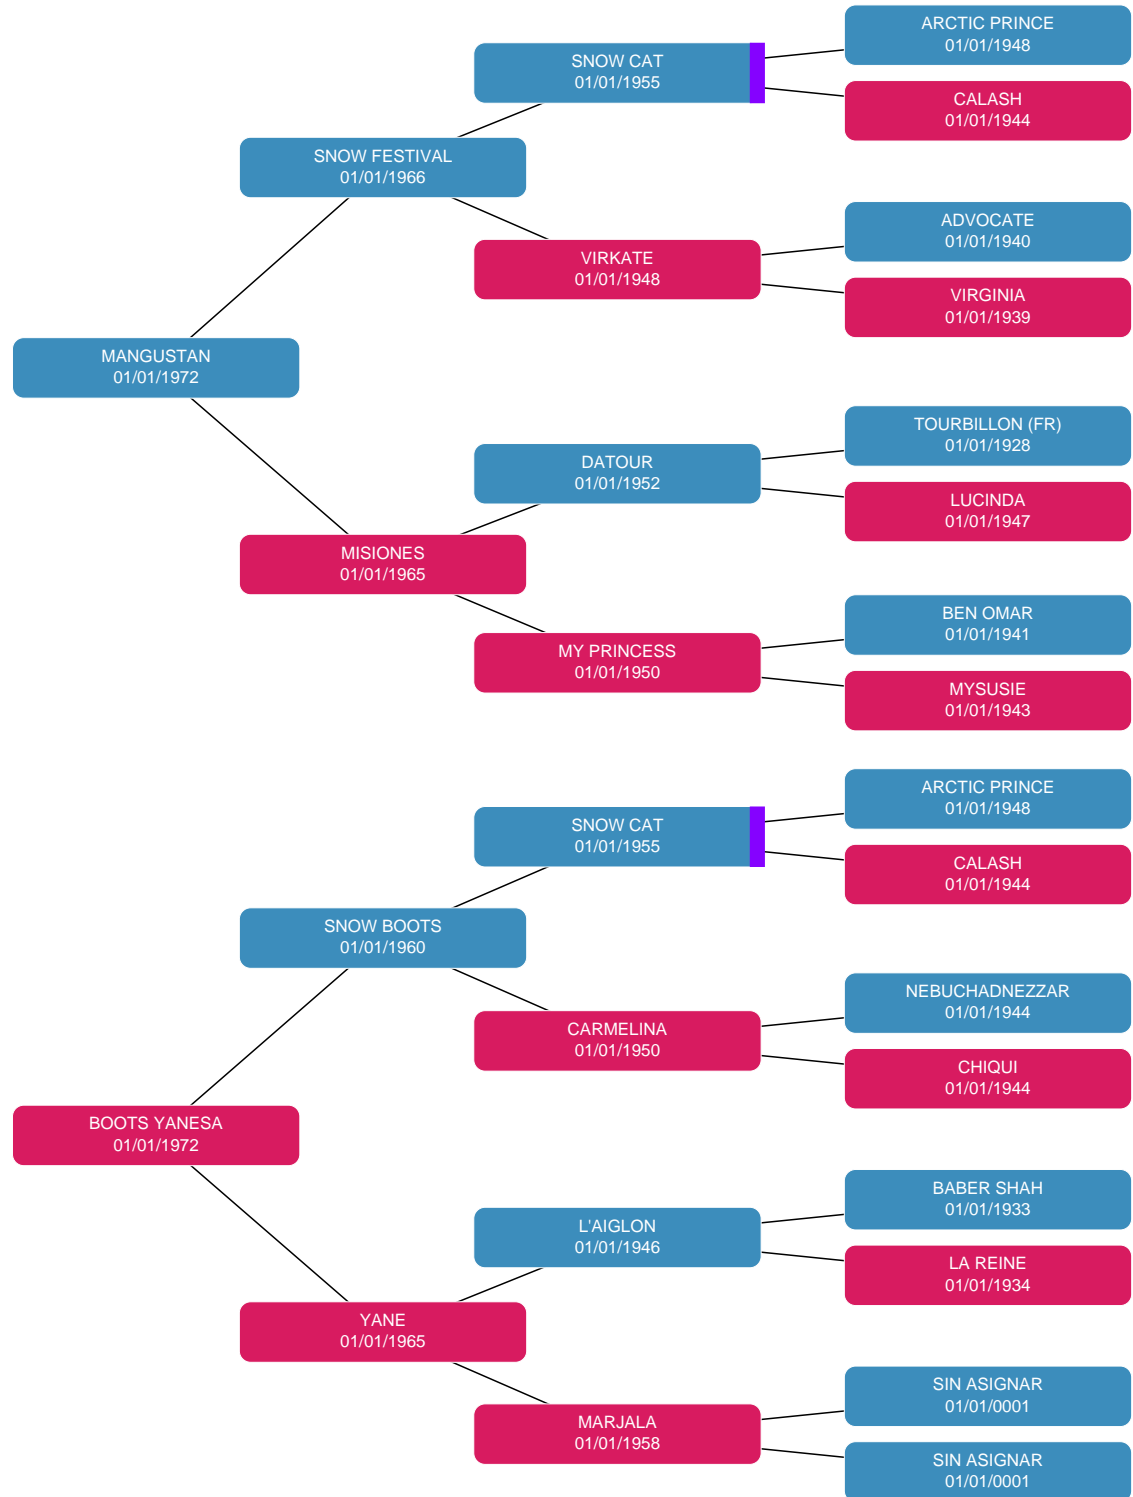 ARCTIC PRINCE
01/01/1948
SNOW CAT
01/01/1955
CALASH
01/01/1944
SNOW FESTIVAL
01/01/1966
ADVOCATE
01/01/1940
VIRKATE
01/01/1948
VIRGINIA
01/01/1939
MANGUSTAN
01/01/1972
TOURBILLON (FR)
01/01/1928
DATOUR
01/01/1952
LUCINDA
01/01/1947
MISIONES
01/01/1965
BEN OMAR
01/01/1941
MY PRINCESS
01/01/1950
MYSUSIE
01/01/1943
ARCTIC PRINCE
01/01/1948
SNOW CAT
01/01/1955
CALASH
01/01/1944
SNOW BOOTS
01/01/1960
NEBUCHADNEZZAR
01/01/1944
CARMELINA
01/01/1950
CHIQUI
01/01/1944
BOOTS YANESA
01/01/1972
BABER SHAH
01/01/1933
L'AIGLON
01/01/1946
LA REINE
01/01/1934
YANE
01/01/1965
SIN ASIGNAR
01/01/0001
MARJALA
01/01/1958
SIN ASIGNAR
01/01/0001